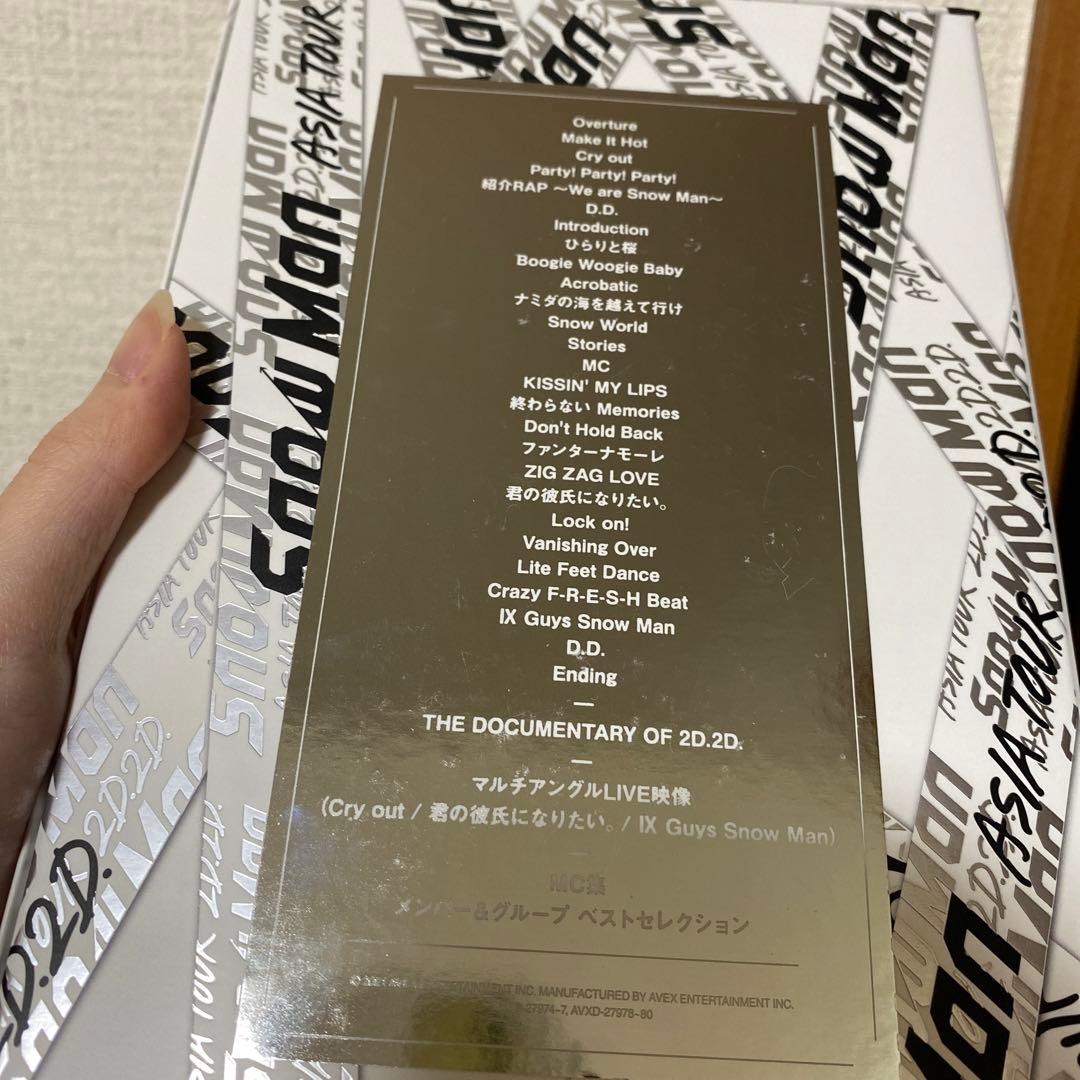 Snow Man ASIA TOUR 2D.2D.
Overture
Make It Hot
Cry out
Party! Party! Party!
紹介RAP ～We are Snow Man～
D.D.
Introduction
ひらりと桜
Boogie Woogie Baby
Acrobatic
ナミダの海を越えて行け
Snow World
Stories
MC
KISSIN' MY LIPS
終わらない Memories
Don't Hold Back
ファンターナモーレ
ZIG ZAG LOVE
君の彼氏になりたい。
Lock on!
Vanishing Over
Lite Feet Dance
Crazy F-R-E-S-H Beat
IX Guys Snow Man
D.D.
Ending
THE DOCUMENTARY OF 2D.2D.
マルチアングルLIVE映像
(Cry out / 君の彼氏になりたい。/ IX Guys Snow Man)
MC集
メンバー＆グループ ベストセレクション
ENTERTAINMENT INC. MANUFACTURED BY AVEX ENTERTAINMENT INC.
27974~7, AVXD-27978~80